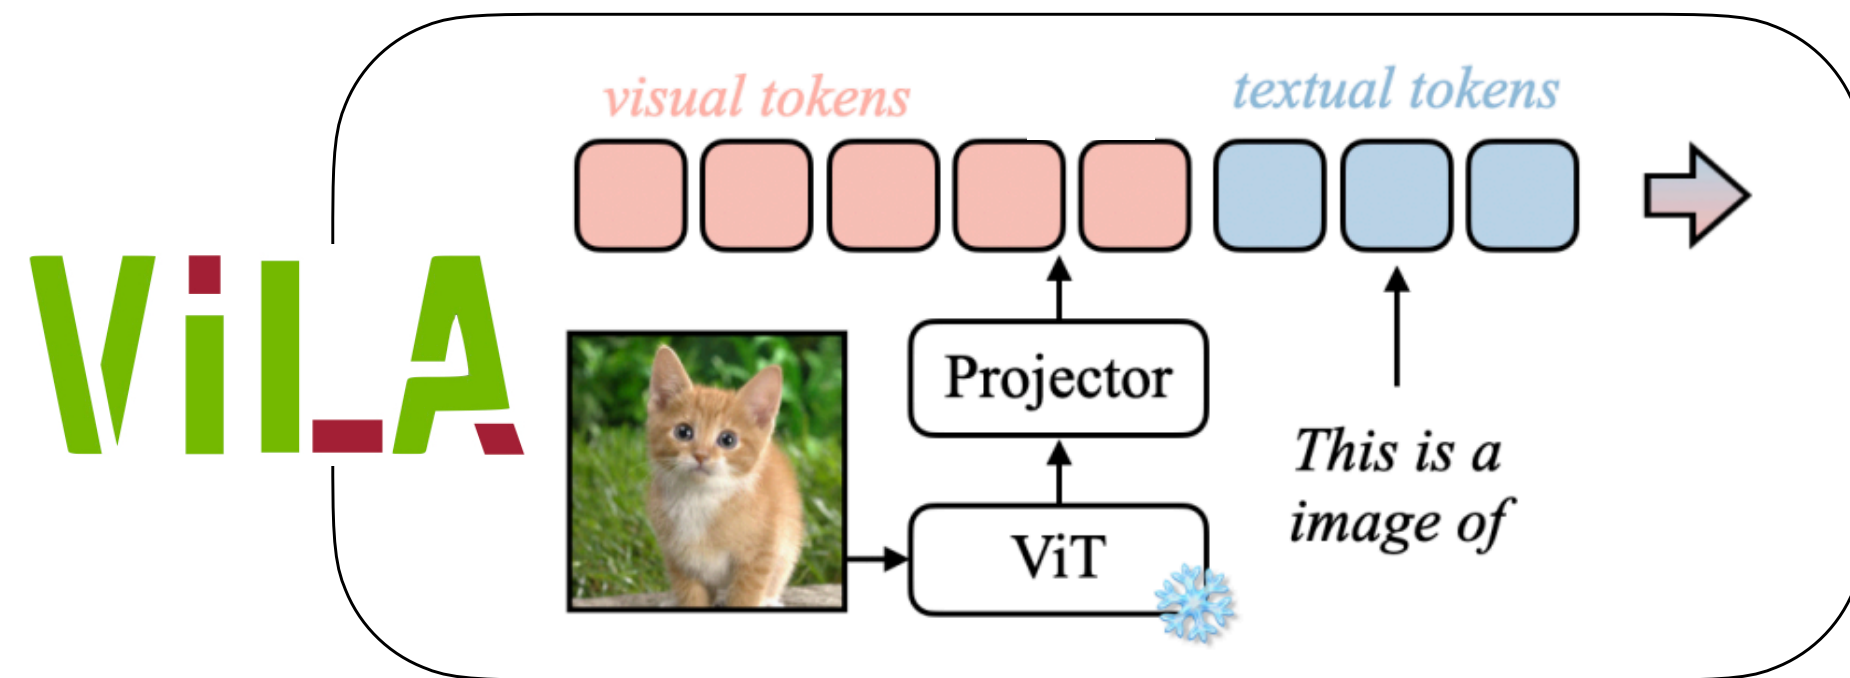 visual tokens
textual tokens
ViLA
Projector
ViT
This is a
image of